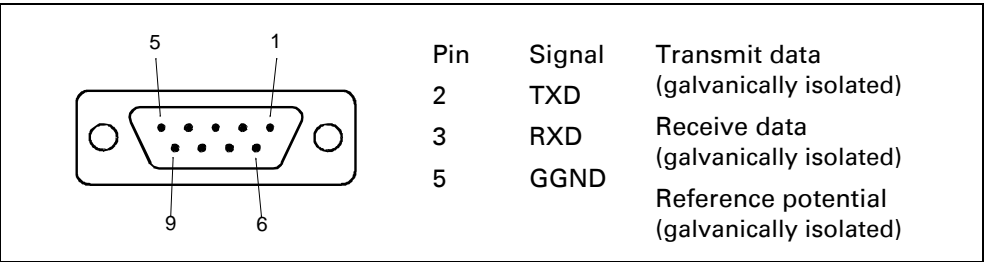 5 1
9 6
Pin Signal Transmit data
(galvanically isolated)
2 TXD
Receive data
3 RXD
(galvanically isolated)
5 GGND
Reference potential
(galvanically isolated)